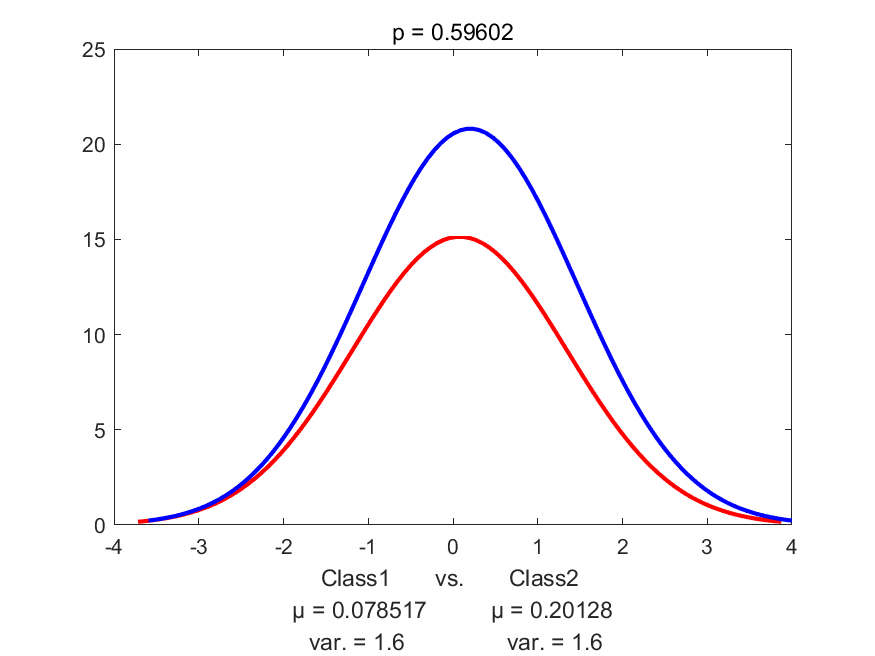 p = 0.59602
25
20
15
10
5
0
-4 -3 -2 -1 0 1 2 3 4
Class1 vs. Class2
μ = 0.078517 μ = 0.20128
var. = 1.6 var. = 1.6